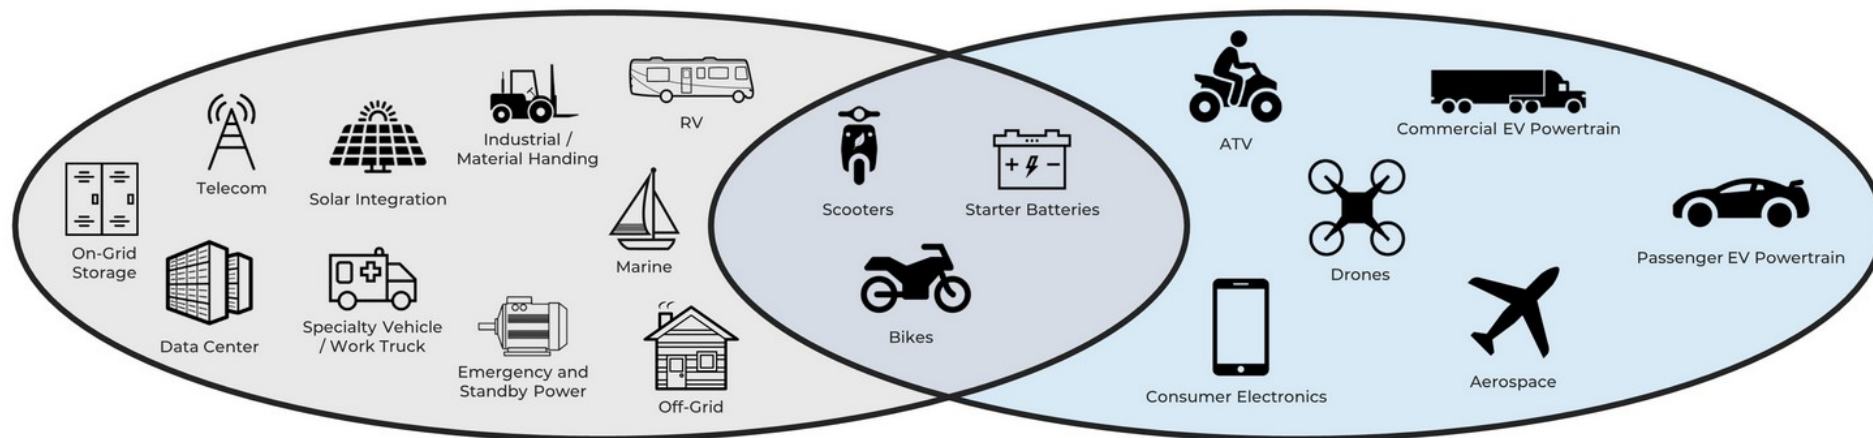 On-Grid
Storage
Telecom
Solar Integration
Industrial /
Material Handing
RV
Data Center
Specialty Vehicle
/ Work Truck
Emergency and
Standby Power
Marine
Off-Grid
Scooters
Starter Batteries
+ −
Bikes
ATV
Commercial EV Powertrain
Drones
Passenger EV Powertrain
Consumer Electronics
Aerospace